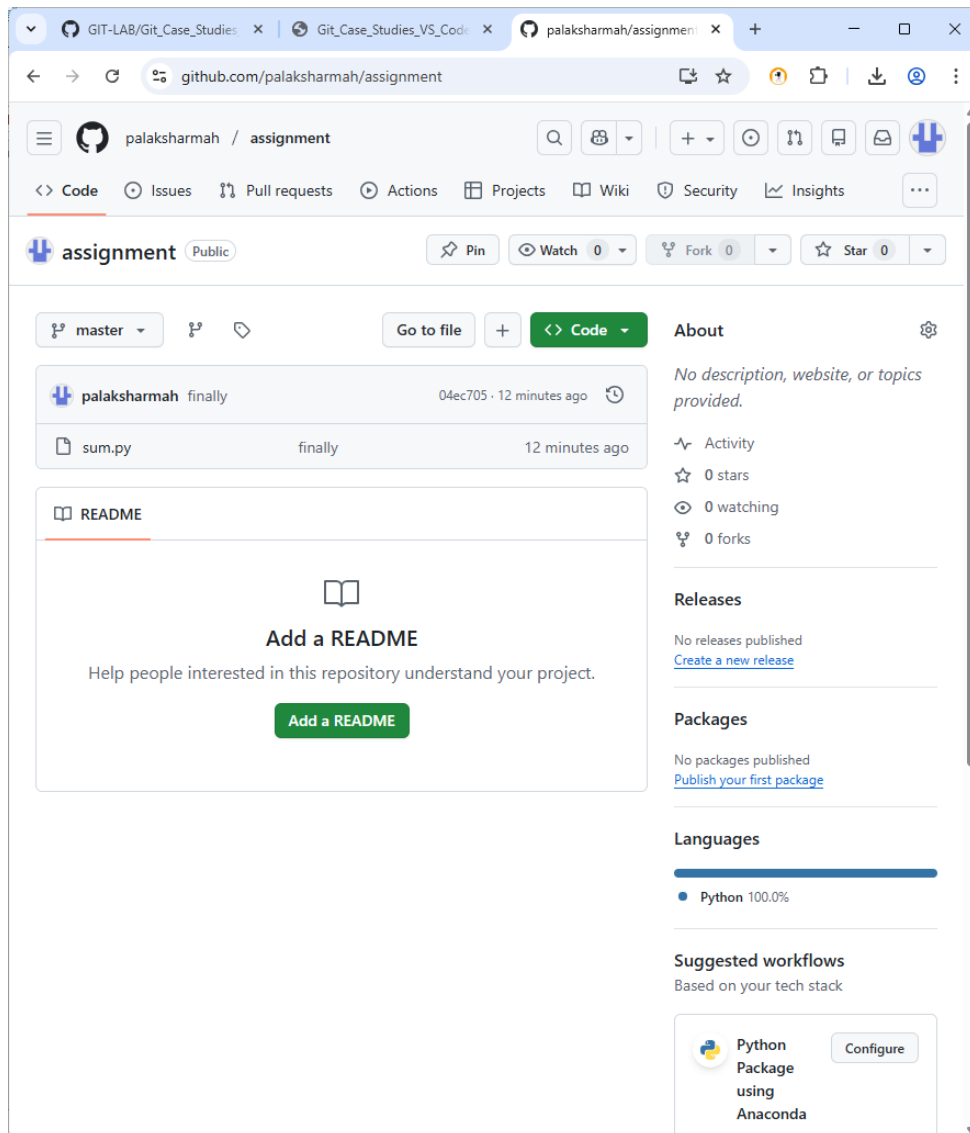 GIT-LAB/Git_Case_Studies
Git_Case_Studies_VS_Code
palaksharmah/assignment
github.com/palaksharmah/assignment
palaksharmah / assignment
Code Issues Pull requests Actions Projects Wiki Security Insights
assignment Public Pin Watch 0 Fork 0 Star 0
master Go to file + Code
palaksharmah finally 04ec705 · 12 minutes ago
sum.py finally 12 minutes ago
README
Add a README
Help people interested in this repository understand your project.
Add a README
About
No description, website, or topics
provided.
Activity
0 stars
0 watching
0 forks
Releases
No releases published
Create a new release
Packages
No packages published
Publish your first package
Languages
Python 100.0%
Suggested workflows
Based on your tech stack
Python
Package
using
Anaconda
Configure